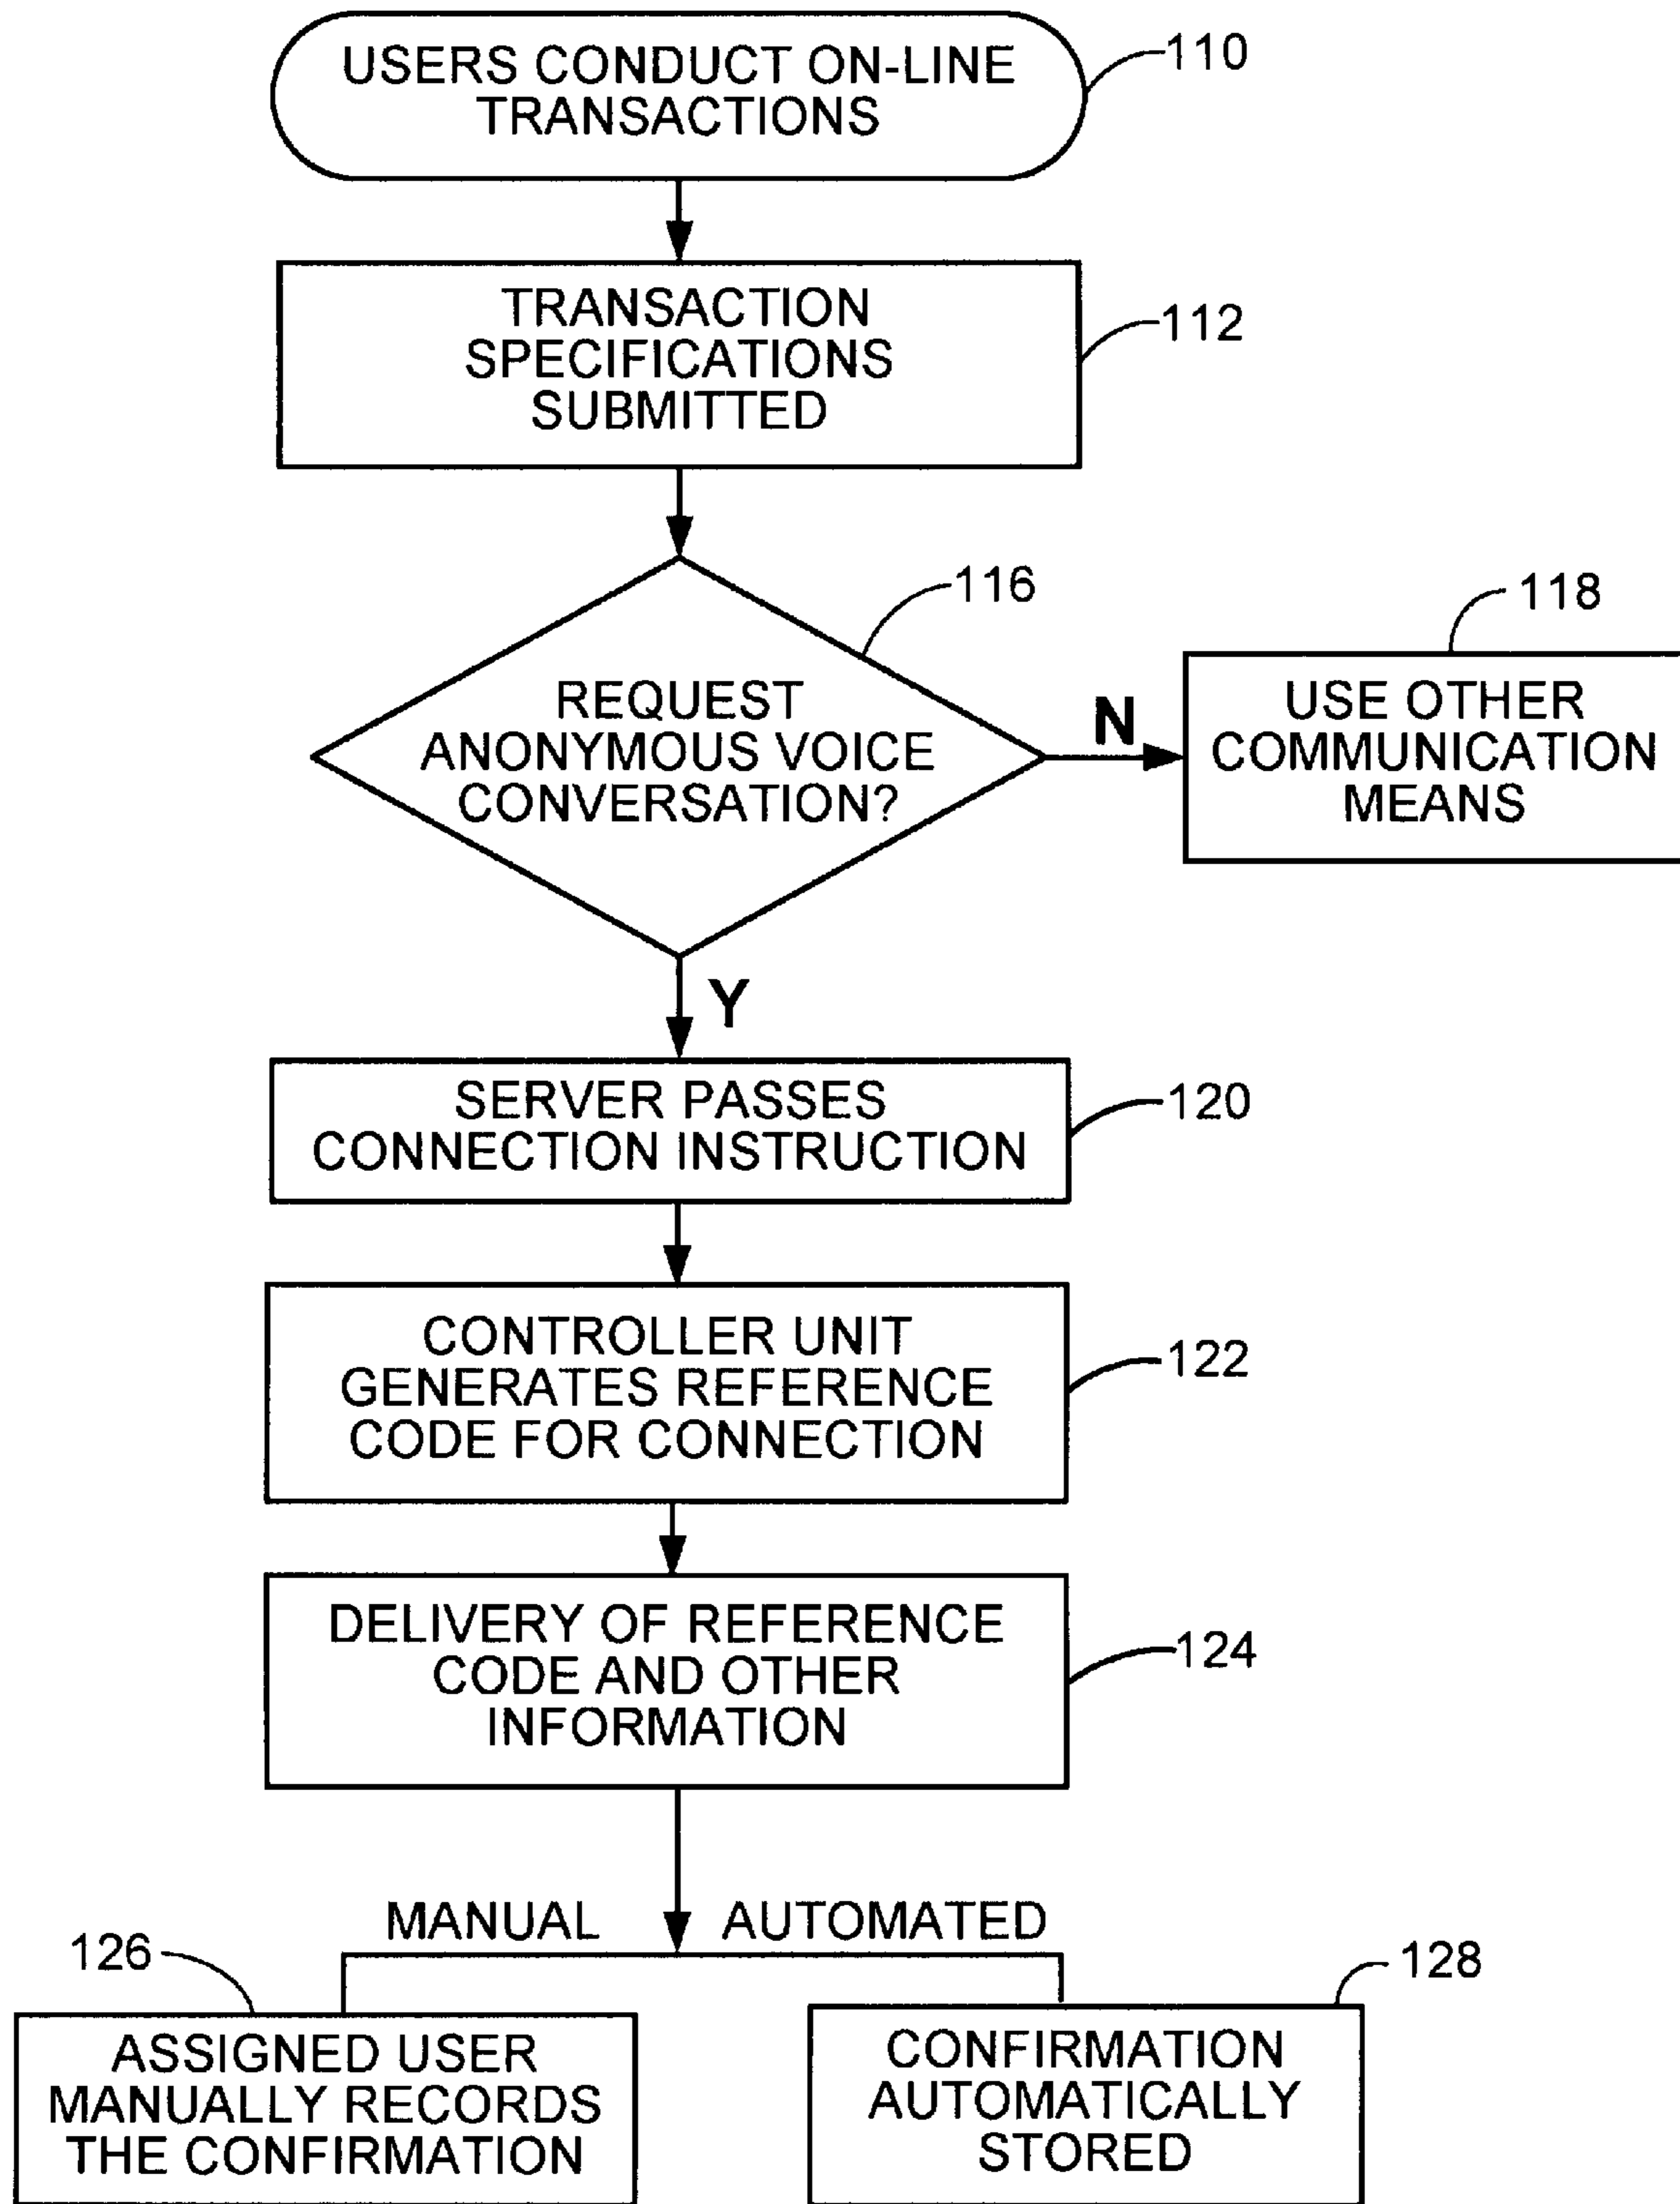 USERS CONDUCT ON-LINE
TRANSACTIONS
110
TRANSACTION
SPECIFICATIONS
SUBMITTED
112
116
118
REQUEST
ANONYMOUS VOICE
CONVERSATION?
N
USE OTHER
COMMUNICATION
MEANS
Y
SERVER PASSES
CONNECTION INSTRUCTION
120
CONTROLLER UNIT
GENERATES REFERENCE
CODE FOR CONNECTION
122
DELIVERY OF REFERENCE
CODE AND OTHER
INFORMATION
124
MANUAL
AUTOMATED
126
128
ASSIGNED USER
MANUALLY RECORDS
THE CONFIRMATION
CONFIRMATION
AUTOMATICALLY
STORED